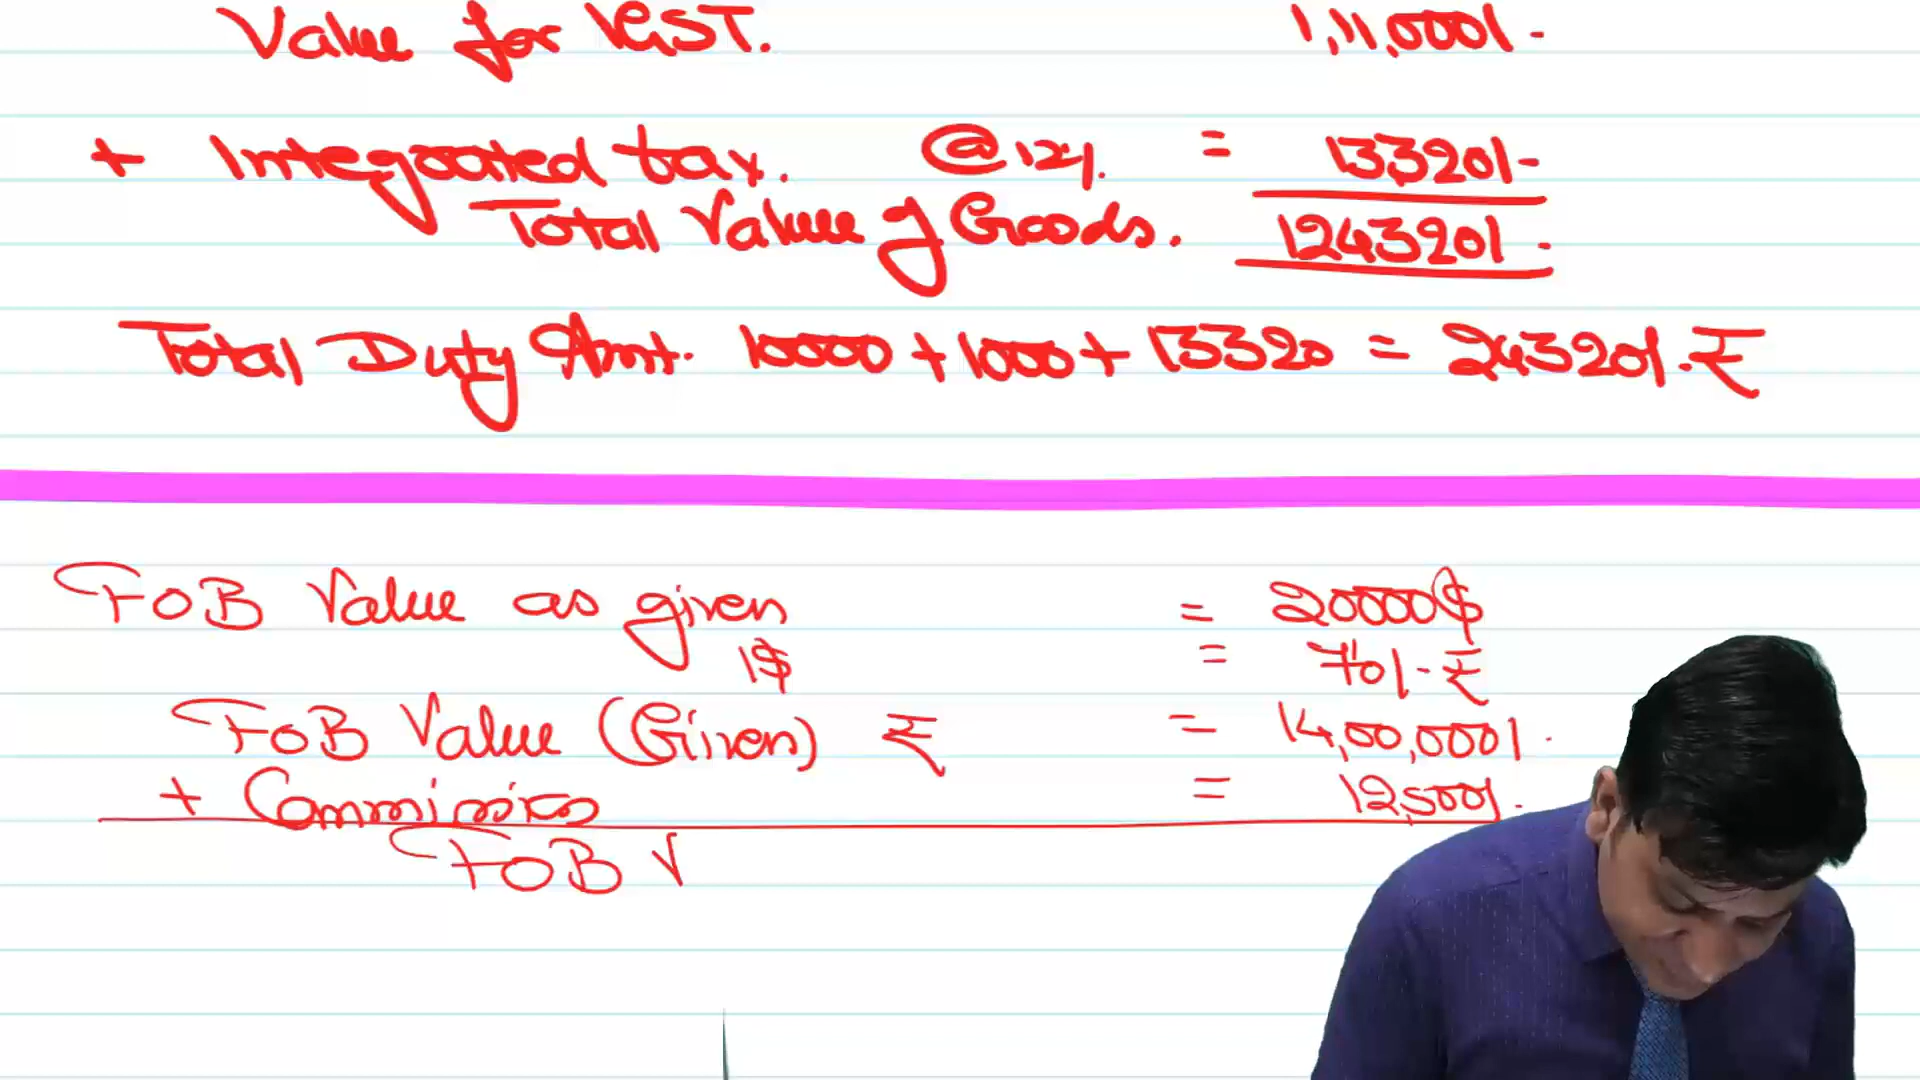 Value for IGST. 1,11,000/-
+ Integrated tax. @ 12%. = 13320/-
Total Value of Goods. 124320/-
Total Duty Amt. 10000 + 1000 + 13320 = 24320/-₹
FOB Value as given = 20000$
1$ = 70/-₹
FOB Value (Given) ₹ = 14,00,000/-
+ Commission = 12,500/-
FOB V